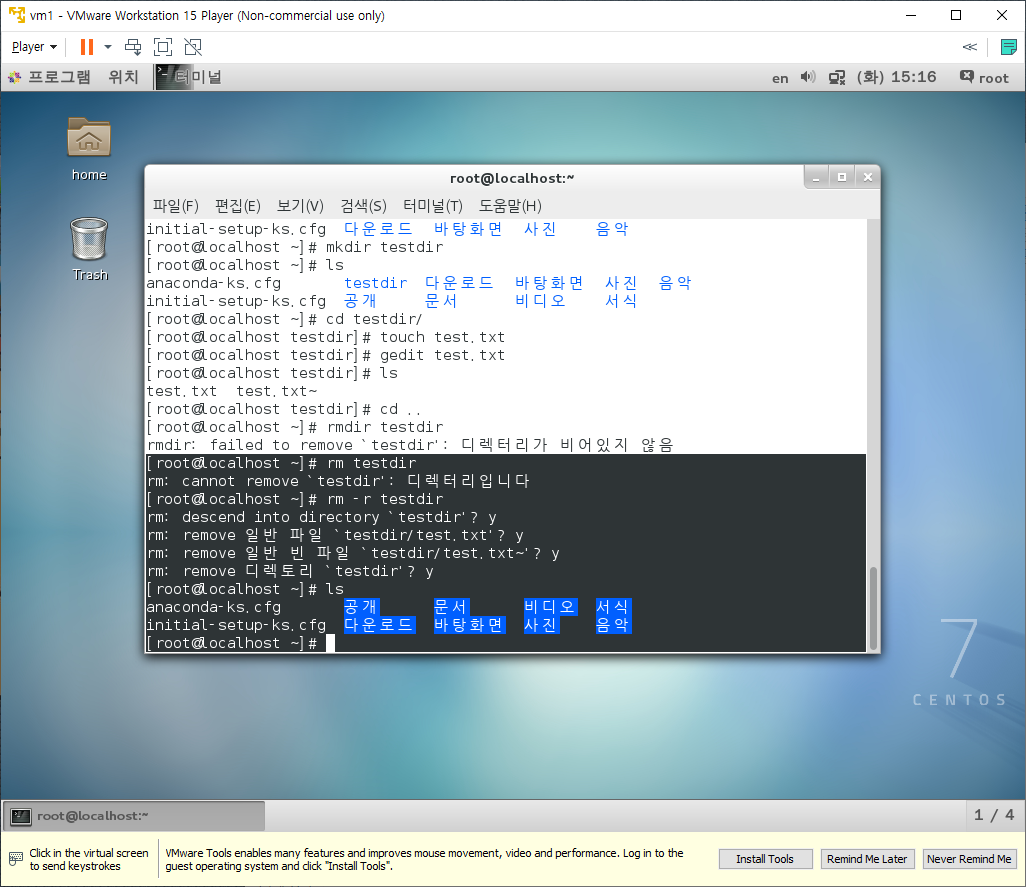 vm1 - VMware Workstation 15 Player (Non-commercial use only)
Player
프로그램 위치 터미널 en (화) 15:16 root
home
Trash
root@localhost:~
파일(F) 편집(E) 보기(V) 검색(S) 터미널(T) 도움말(H)
initial-setup-ks.cfg 다운로드 바탕화면 사진 음악
[root@localhost ~]# mkdir testdir
[root@localhost ~]# ls
anaconda-ks.cfg testdir 다운로드 바탕화면 사진 음악
initial-setup-ks.cfg 공개 문서 비디오 서식
[root@localhost ~]# cd testdir/
[root@localhost testdir]# touch test.txt
[root@localhost testdir]# gedit test.txt
[root@localhost testdir]# ls
test.txt test.txt~
[root@localhost testdir]# cd ..
[root@localhost ~]# rmdir testdir
rmdir: failed to remove `testdir': 디렉터리가 비어있지 않음
[root@localhost ~]# rm testdir
rm: cannot remove `testdir': 디렉터리입니다
[root@localhost ~]# rm -r testdir
rm: descend into directory `testdir'? y
rm: remove 일반 파일 `testdir/test.txt'? y
rm: remove 일반 빈 파일 `testdir/test.txt~'? y
rm: remove 디렉토리 `testdir'? y
[root@localhost ~]# ls
anaconda-ks.cfg 공개 문서 비디오 서식
initial-setup-ks.cfg 다운로드 바탕화면 사진 음악
[root@localhost ~]#
7
CENTOS
root@localhost:~ 1 / 4
Click in the virtual screen
to send keystrokes
VMware Tools enables many features and improves mouse movement, video and performance. Log in to the
guest operating system and click "Install Tools".
Install Tools Remind Me Later Never Remind Me